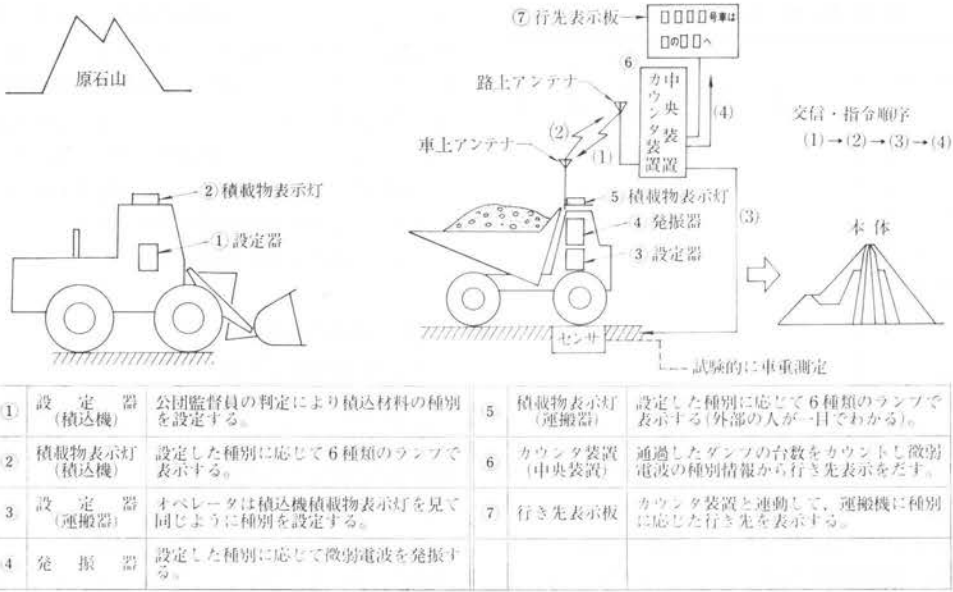 ⑦行先表示板
□□□□号車は
□の□□へ
⑥
中央装置
カウンタ装置
路上アンテナ
車上アンテナ
(2)
(1)
(4)
(3)
交信・指令順序
(1)→(2)→(3)→(4)
原石山
②積載物表示灯
①設定器
⑤積載物表示灯
④発振器
③設定器
本体
センサ
試験的に車重測定
① 設定器(積込機) 公団監督員の判定により積込材料の種別
を設定する。
② 積載物表示灯(積込機) 設定した種別に応じて6種類のランプで
表示する。
3 設定器(運搬器) オペレータは積込機積載物表示灯を見て
同じように種別を設定する。
④ 発振器 設定した種別に応じて微弱電波を発振す
る。
5 積載物表示灯(運搬器) 設定した種別に応じて6種類のランプで
表示する(外部の人が一目でわかる)。
6 カウンタ装置(中央装置) 通過したダンプの台数をカウントし微弱
電波の種別情報から行き先表示をだす。
⑦ 行き先表示板 カウンタ装置と連動して,運搬機に種別
に応じた行き先を表示する。